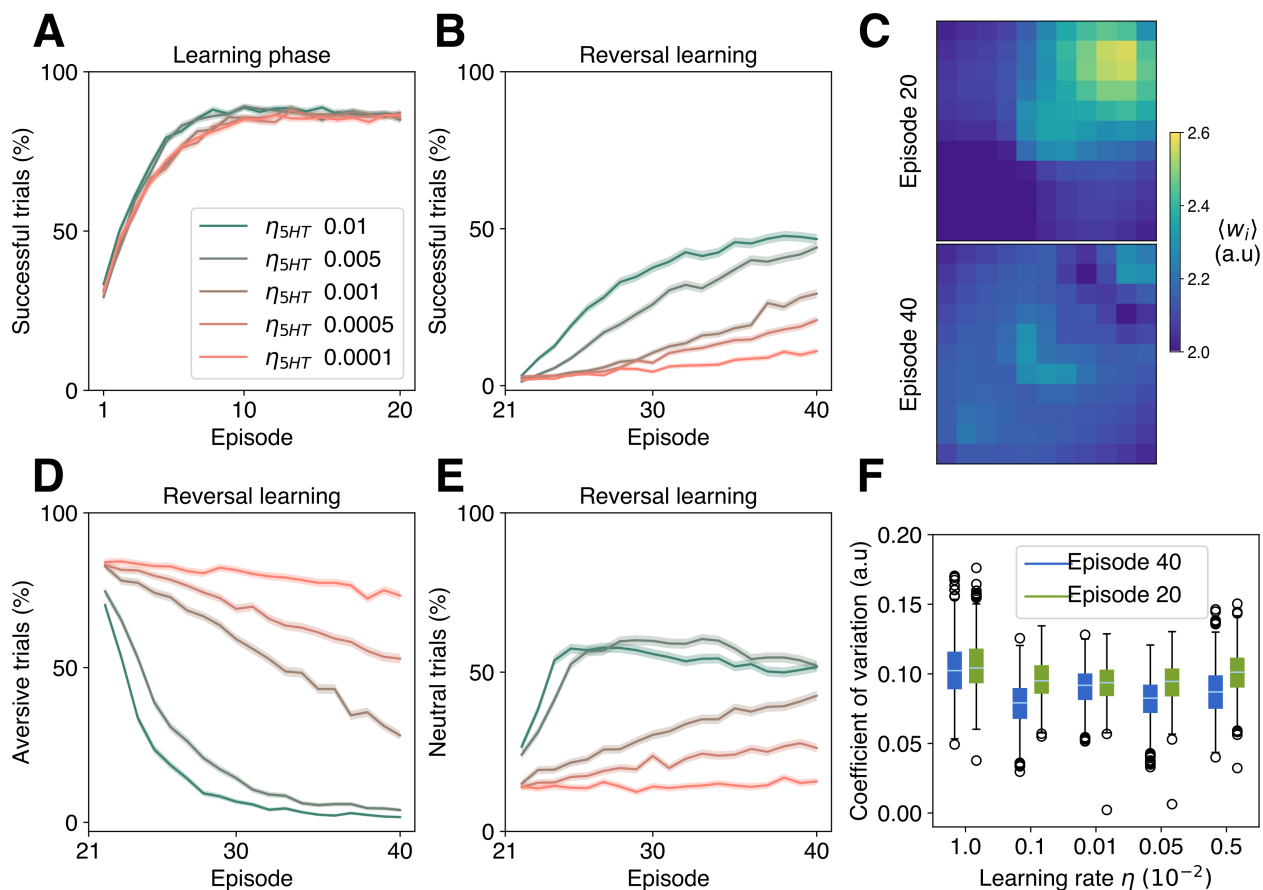 A
Learning phase
Successful trials (%)
100
50
0
1
10
20
Episode
η5HT 0.01
η5HT 0.005
η5HT 0.001
η5HT 0.0005
η5HT 0.0001
B
Reversal learning
Successful trials (%)
100
50
0
21
30
40
Episode
C
Episode 20
Episode 40
2.6
2.4
2.2
2.0
⟨wi⟩
(a.u)
D
Reversal learning
Aversive trials (%)
100
50
0
21
30
40
Episode
E
Reversal learning
Neutral trials (%)
100
50
0
21
30
40
Episode
F
Coefficient of variation (a.u)
0.20
0.15
0.10
0.05
0.00
Episode 40
Episode 20
1.0
0.1
0.01
0.05
0.5
Learning rate η (10⁻²)